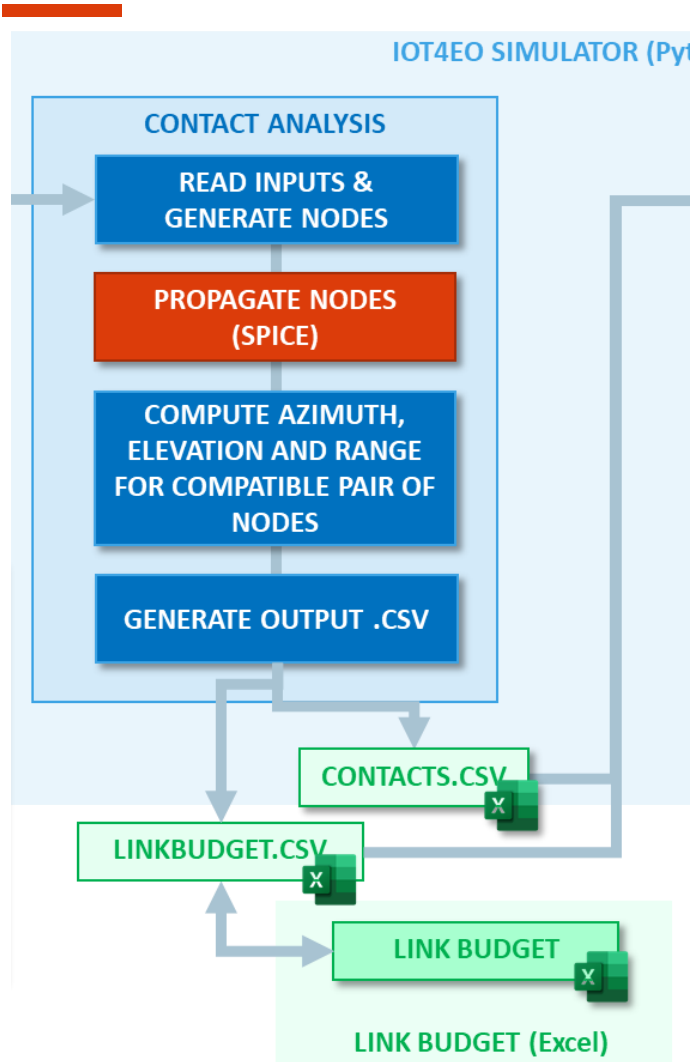 IOT4EO SIMULATOR (Pyt
CONTACT ANALYSIS
READ INPUTS &
GENERATE NODES
PROPAGATE NODES
(SPICE)
COMPUTE AZIMUTH,
ELEVATION AND RANGE
FOR COMPATIBLE PAIR OF
NODES
GENERATE OUTPUT .CSV
CONTACTS.CSV
X
LINKBUDGET.CSV
X
LINK BUDGET
X
LINK BUDGET (Excel)